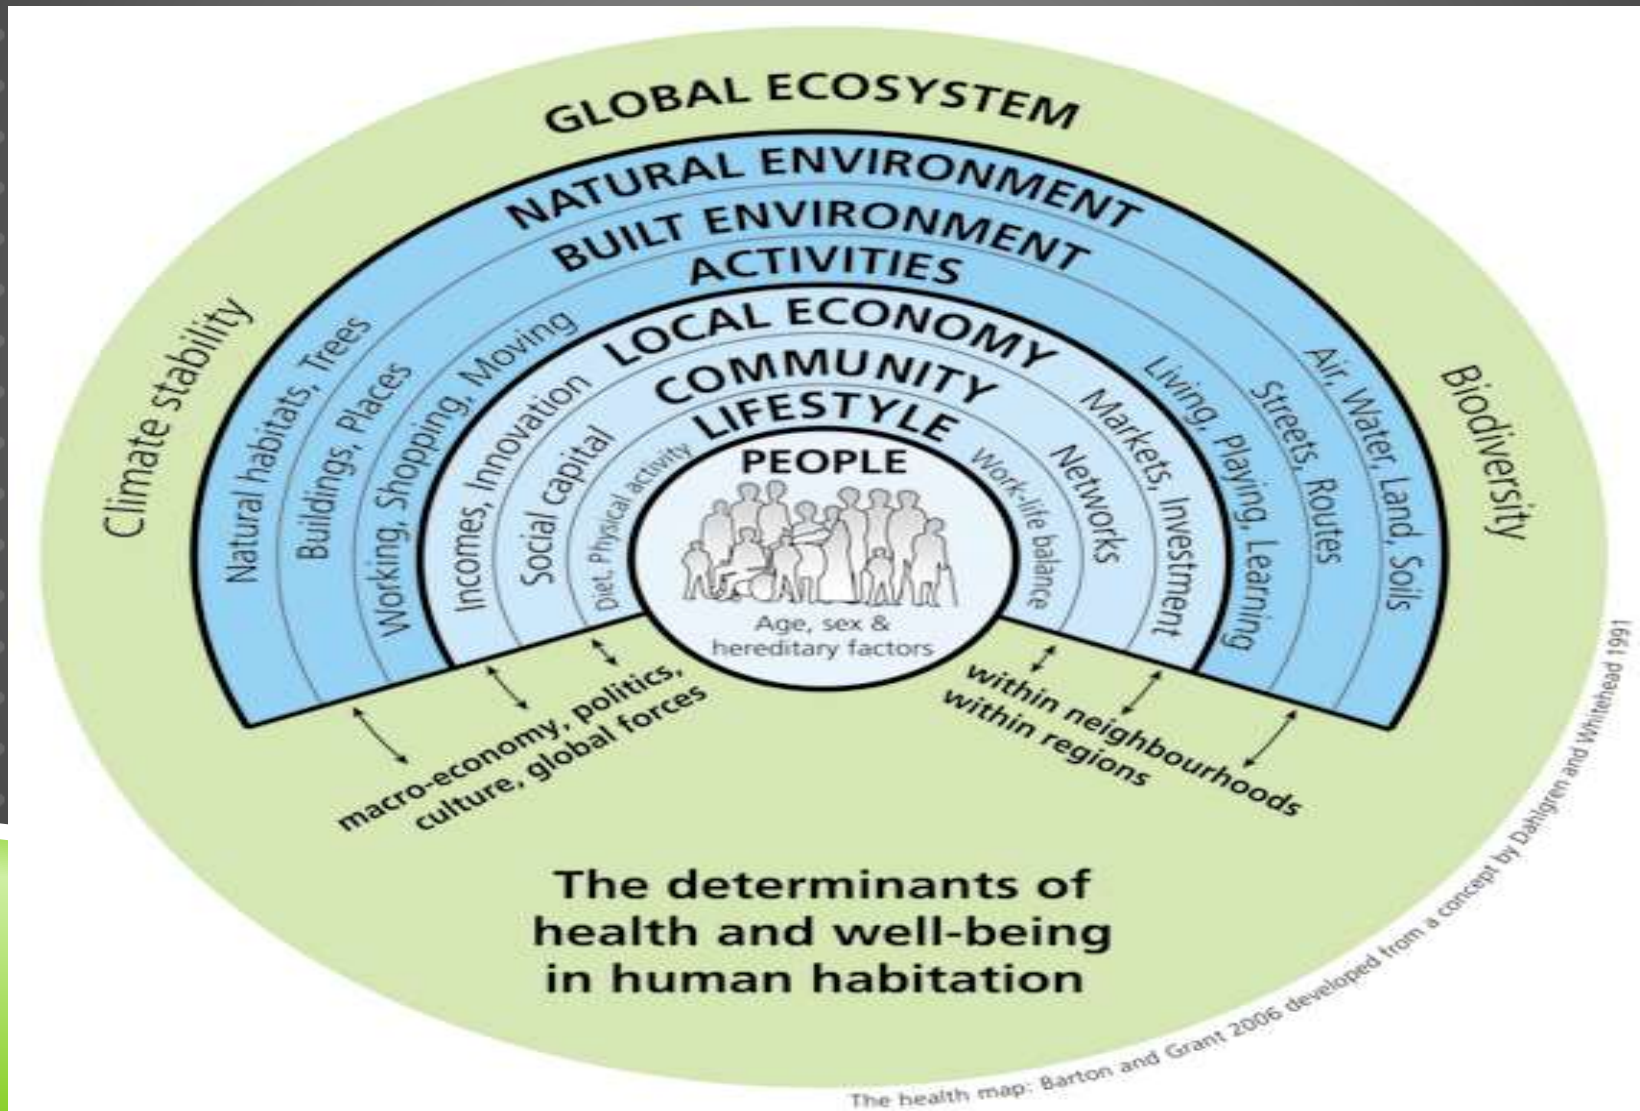 GLOBAL ECOSYSTEM
NATURAL ENVIRONMENT
BUILT ENVIRONMENT
ACTIVITIES
LOCAL ECONOMY
COMMUNITY
LIFESTYLE
PEOPLE
Age, sex &
hereditary factors
Climate stability
Natural habitats, Trees
Buildings, Places
Working, Shopping, Moving
Incomes, Innovation
Social capital
Diet, Physical activity
Work-life balance
Networks
Markets, Investment
Living, Playing, Learning
Streets, Routes
Air, Water, Land, Soils
Biodiversity
macro-economy, politics,
culture, global forces
within neighbourhoods
within regions
The determinants of
health and well-being
in human habitation
The health map: Barton and Grant 2006 developed from a concept by Dahlgren and Whitehead 1991